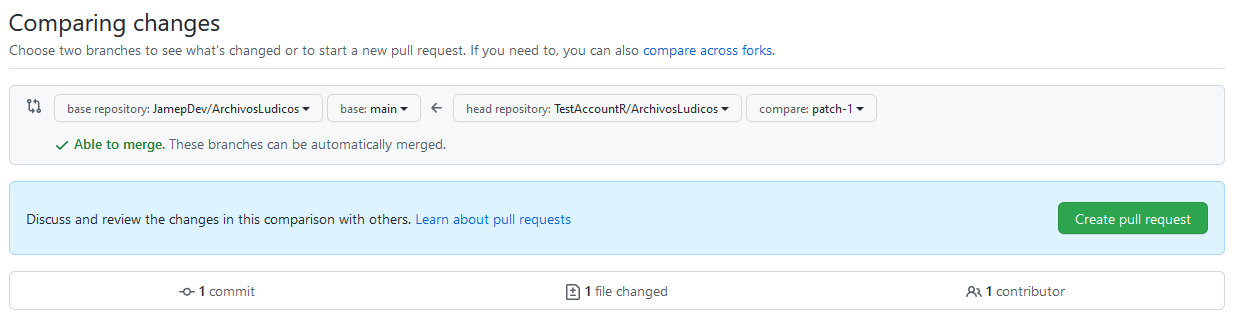 Comparing changes
Choose two branches to see what's changed or to start a new pull request. If you need to, you can also compare across forks.
base repository: JamepDev/ArchivosLudicos base: main head repository: TestAccountR/ArchivosLudicos compare: patch-1
Able to merge. These branches can be automatically merged.
Discuss and review the changes in this comparison with others. Learn about pull requests Create pull request
1 commit 1 file changed 1 contributor